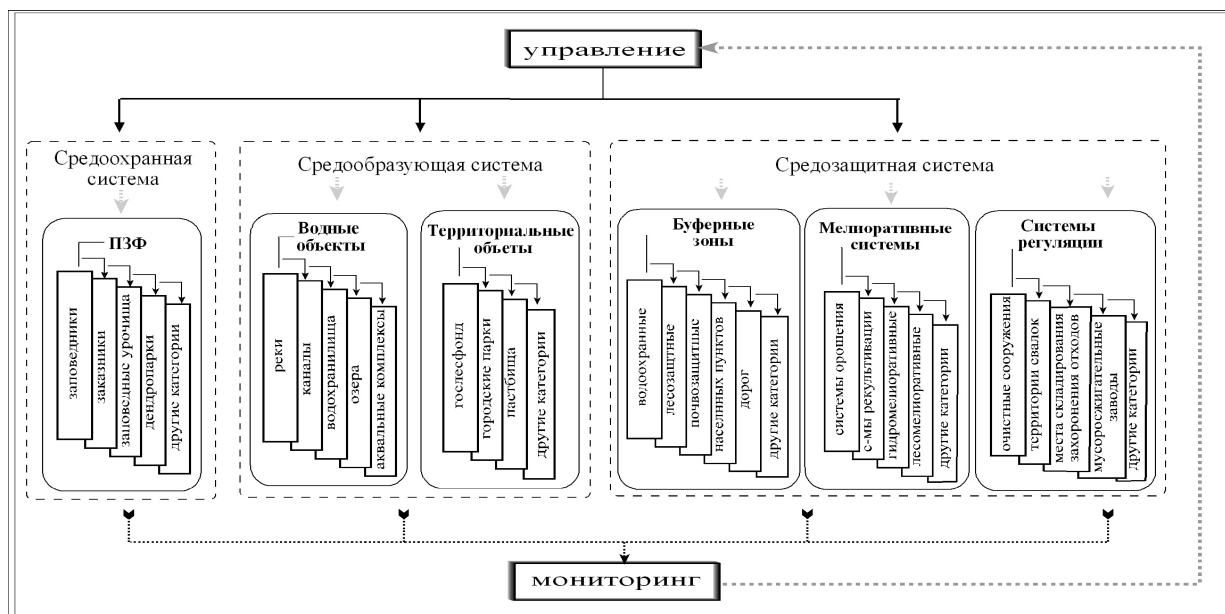 управление
Средоохранная
система
ПЗФ
заповедники
заказники
заповедные урочища
дендропарки
другие категории
Средообразующая система
Водные
объекты
реки
каналы
водохранилища
озера
аквальные комплексы
Территориальные
объеты
гослесфонд
городские парки
пастбища
другие категории
Средозащитная система
Буферные
зоны
водоохранные
лесозащтные
почвозащитные
населнных пунктов
дорог
другие категории
Мелиоративные
системы
системы орошения
с-мы рекультивации
гидромелиоративные
лесомелиоративные
другие категории
Системы
регуляции
очистные сооружения
территории свалок
места складирования
захоронения отходов
мусоросжигательные
заводы
другие категории
мониторинг